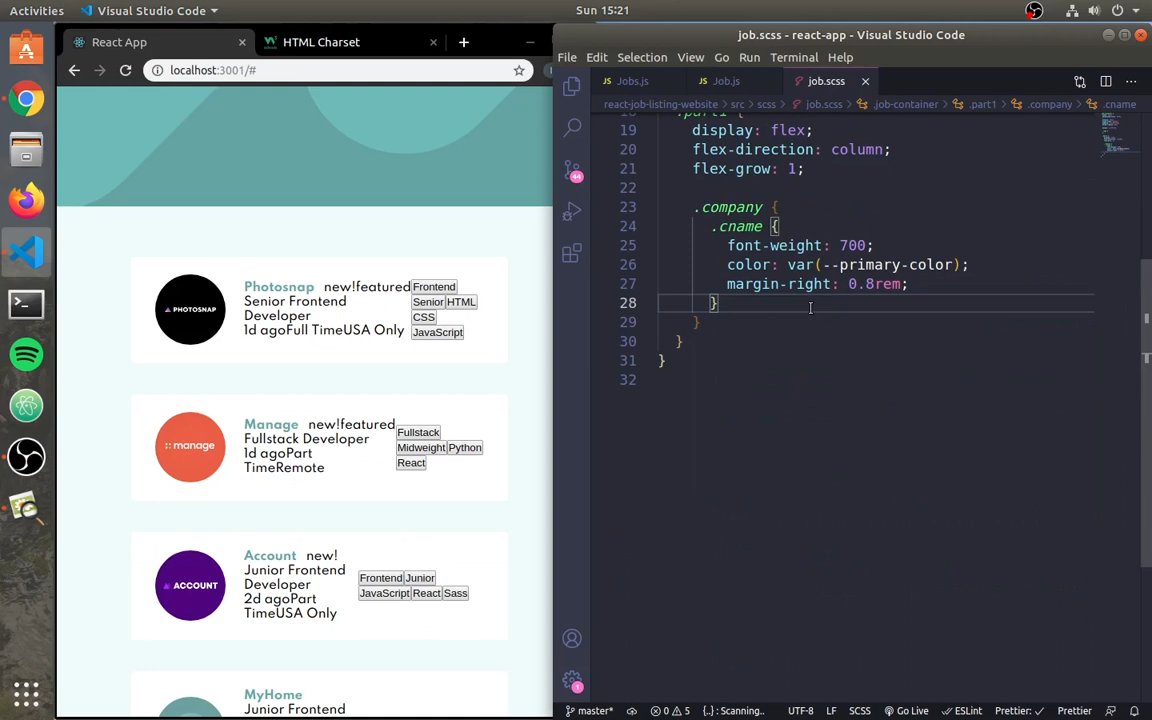 Activities
Visual Studio Code
Sun 15:21
React App
HTML Charset
localhost:3001/#
job.scss - react-app - Visual Studio Code
File Edit Selection View Go Run Terminal Help
Jobs.js
Job.js
job.scss
react-job-listing-website > src > scss > job.scss > .job-container > .part1 > .company > .cname
18 .part1 {
19 display: flex;
20 flex-direction: column;
21 flex-grow: 1;
22
23 .company {
24 .cname {
25 font-weight: 700;
26 color: var(--primary-color);
27 margin-right: 0.8rem;
28 }
29 }
30 }
31 }
32
44
1
PHOTOSNAP
Photosnap new!featured
Senior Frontend
Developer
1d agoFull TimeUSA Only
Frontend
Senior HTML
CSS
JavaScript
:: manage
Manage new!featured
Fullstack Developer
1d agoPart
TimeRemote
Fullstack
Midweight Python
React
ACCOUNT
Account new!
Junior Frontend
Developer
2d agoPart
TimeUSA Only
Frontend Junior
JavaScript React Sass
MyHome
Junior Frontend
master*
0 5
{..} : Scanning..
UTF-8
LF
SCSS
Go Live
ESLint
Prettier: ✓
Prettier